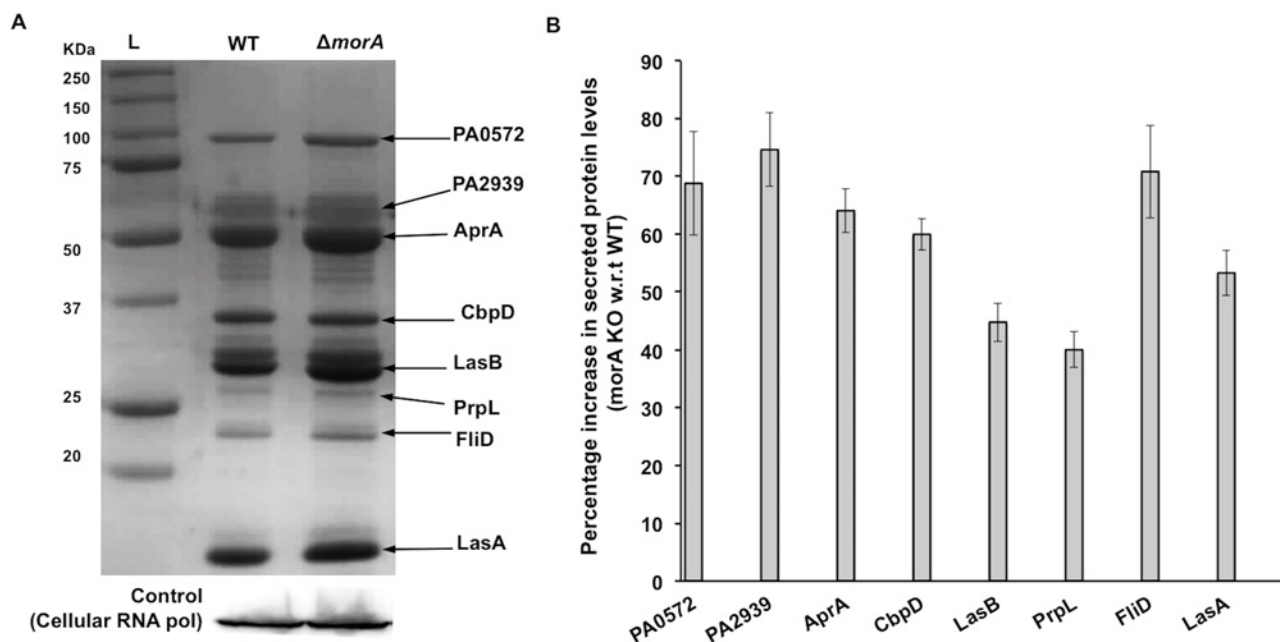 A
KDa
L
WT
ΔmorA
250
150
100
75
50
37
25
20
PA0572
PA2939
AprA
CbpD
LasB
PrpL
FliD
LasA
Control
(Cellular RNA pol)
B
Percentage increase in secreted protein levels
(morA KO w.r.t WT)
90
80
70
60
50
40
30
20
10
0
PA0572
PA2939
AprA
CbpD
LasB
PrpL
FliD
LasA